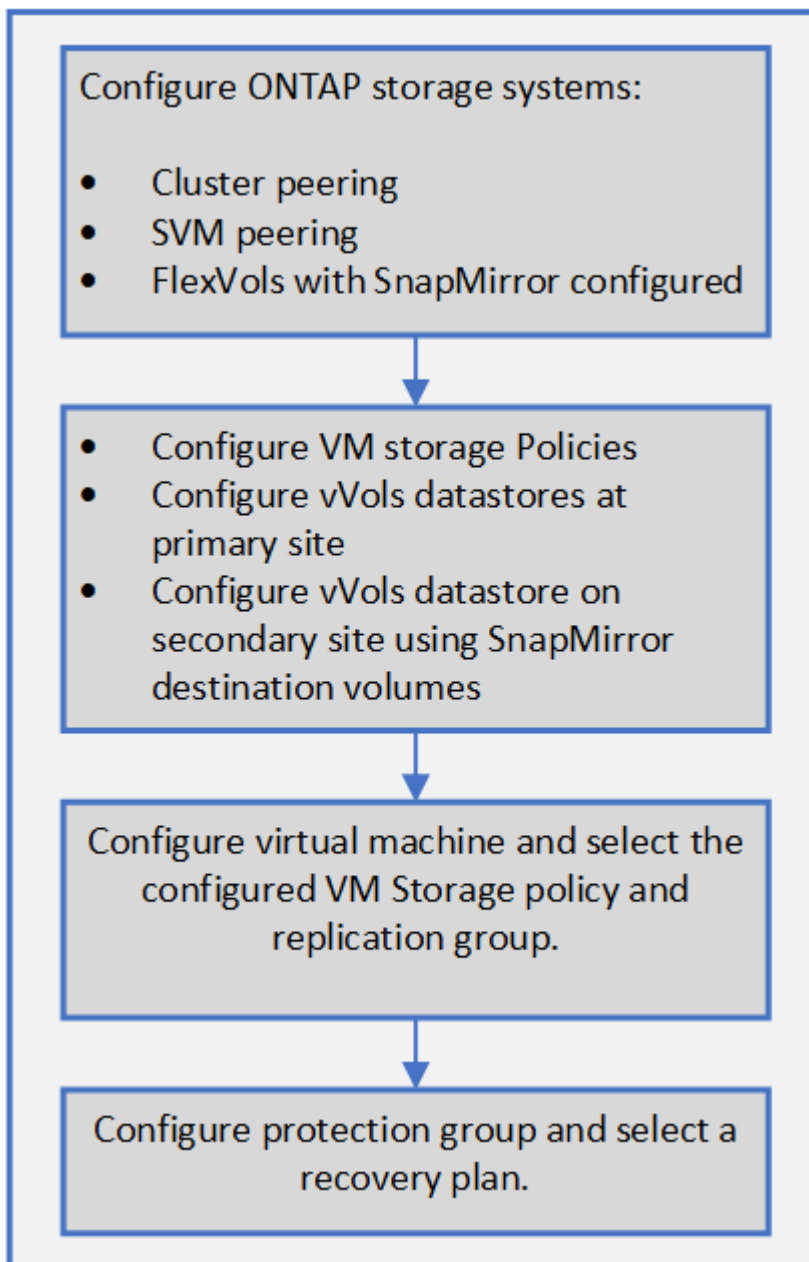 Configure ONTAP storage systems:
• Cluster peering
• SVM peering
• FlexVols with SnapMirror configured
• Configure VM storage Policies
• Configure vVols datastores at
primary site
• Configure vVols datastore on
secondary site using SnapMirror
destination volumes
Configure virtual machine and select the
configured VM Storage policy and
replication group.
Configure protection group and select a
recovery plan.